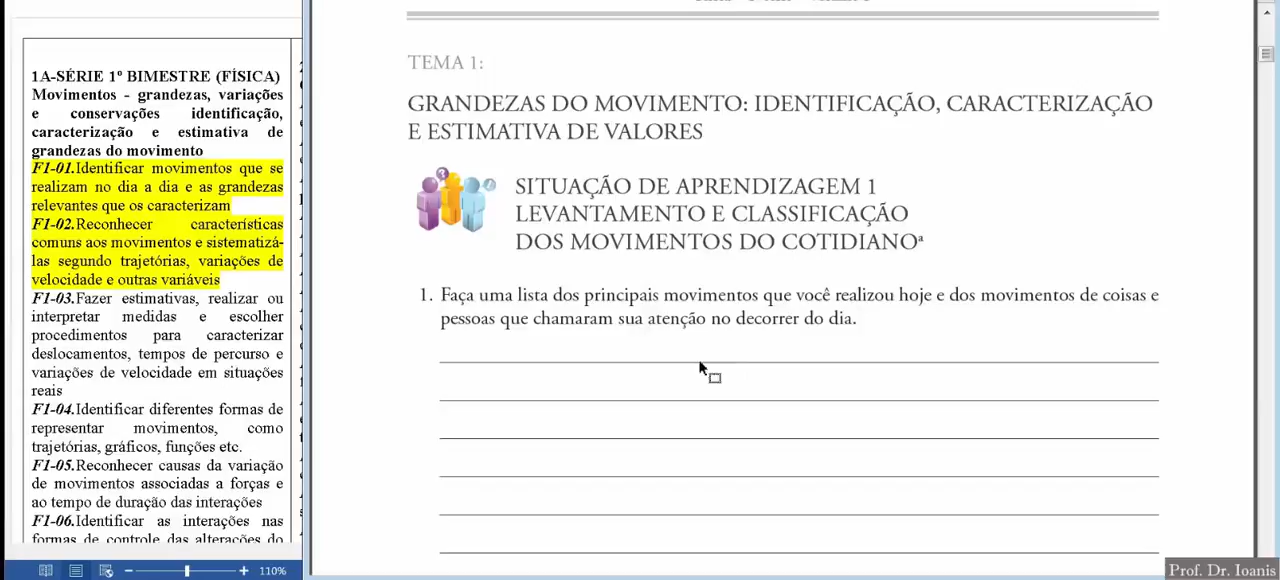 1A-SÉRIE 1º BIMESTRE (FÍSICA)
Movimentos - grandezas, variações
e conservações identificação,
caracterização e estimativa de
grandezas do movimento
F1-01.Identificar movimentos que se
realizam no dia a dia e as grandezas
relevantes que os caracterizam
F1-02.Reconhecer características
comuns aos movimentos e sistematizá-
las segundo trajetórias, variações de
velocidade e outras variáveis
F1-03.Fazer estimativas, realizar ou
interpretar medidas e escolher
procedimentos para caracterizar
deslocamentos, tempos de percurso e
variações de velocidade em situações
reais
F1-04.Identificar diferentes formas de
representar movimentos, como
trajetórias, gráficos, funções etc.
F1-05.Reconhecer causas da variação
de movimentos associadas a forças e
ao tempo de duração das interações
F1-06.Identificar as interações nas
formas de controle das alterações do
110%
TEMA 1:
GRANDEZAS DO MOVIMENTO: IDENTIFICAÇÃO, CARACTERIZAÇÃO
E ESTIMATIVA DE VALORES
SITUAÇÃO DE APRENDIZAGEM 1
LEVANTAMENTO E CLASSIFICAÇÃO
DOS MOVIMENTOS DO COTIDIANOª
1. Faça uma lista dos principais movimentos que você realizou hoje e dos movimentos de coisas e
pessoas que chamaram sua atenção no decorrer do dia.
Prof. Dr. Ioanis